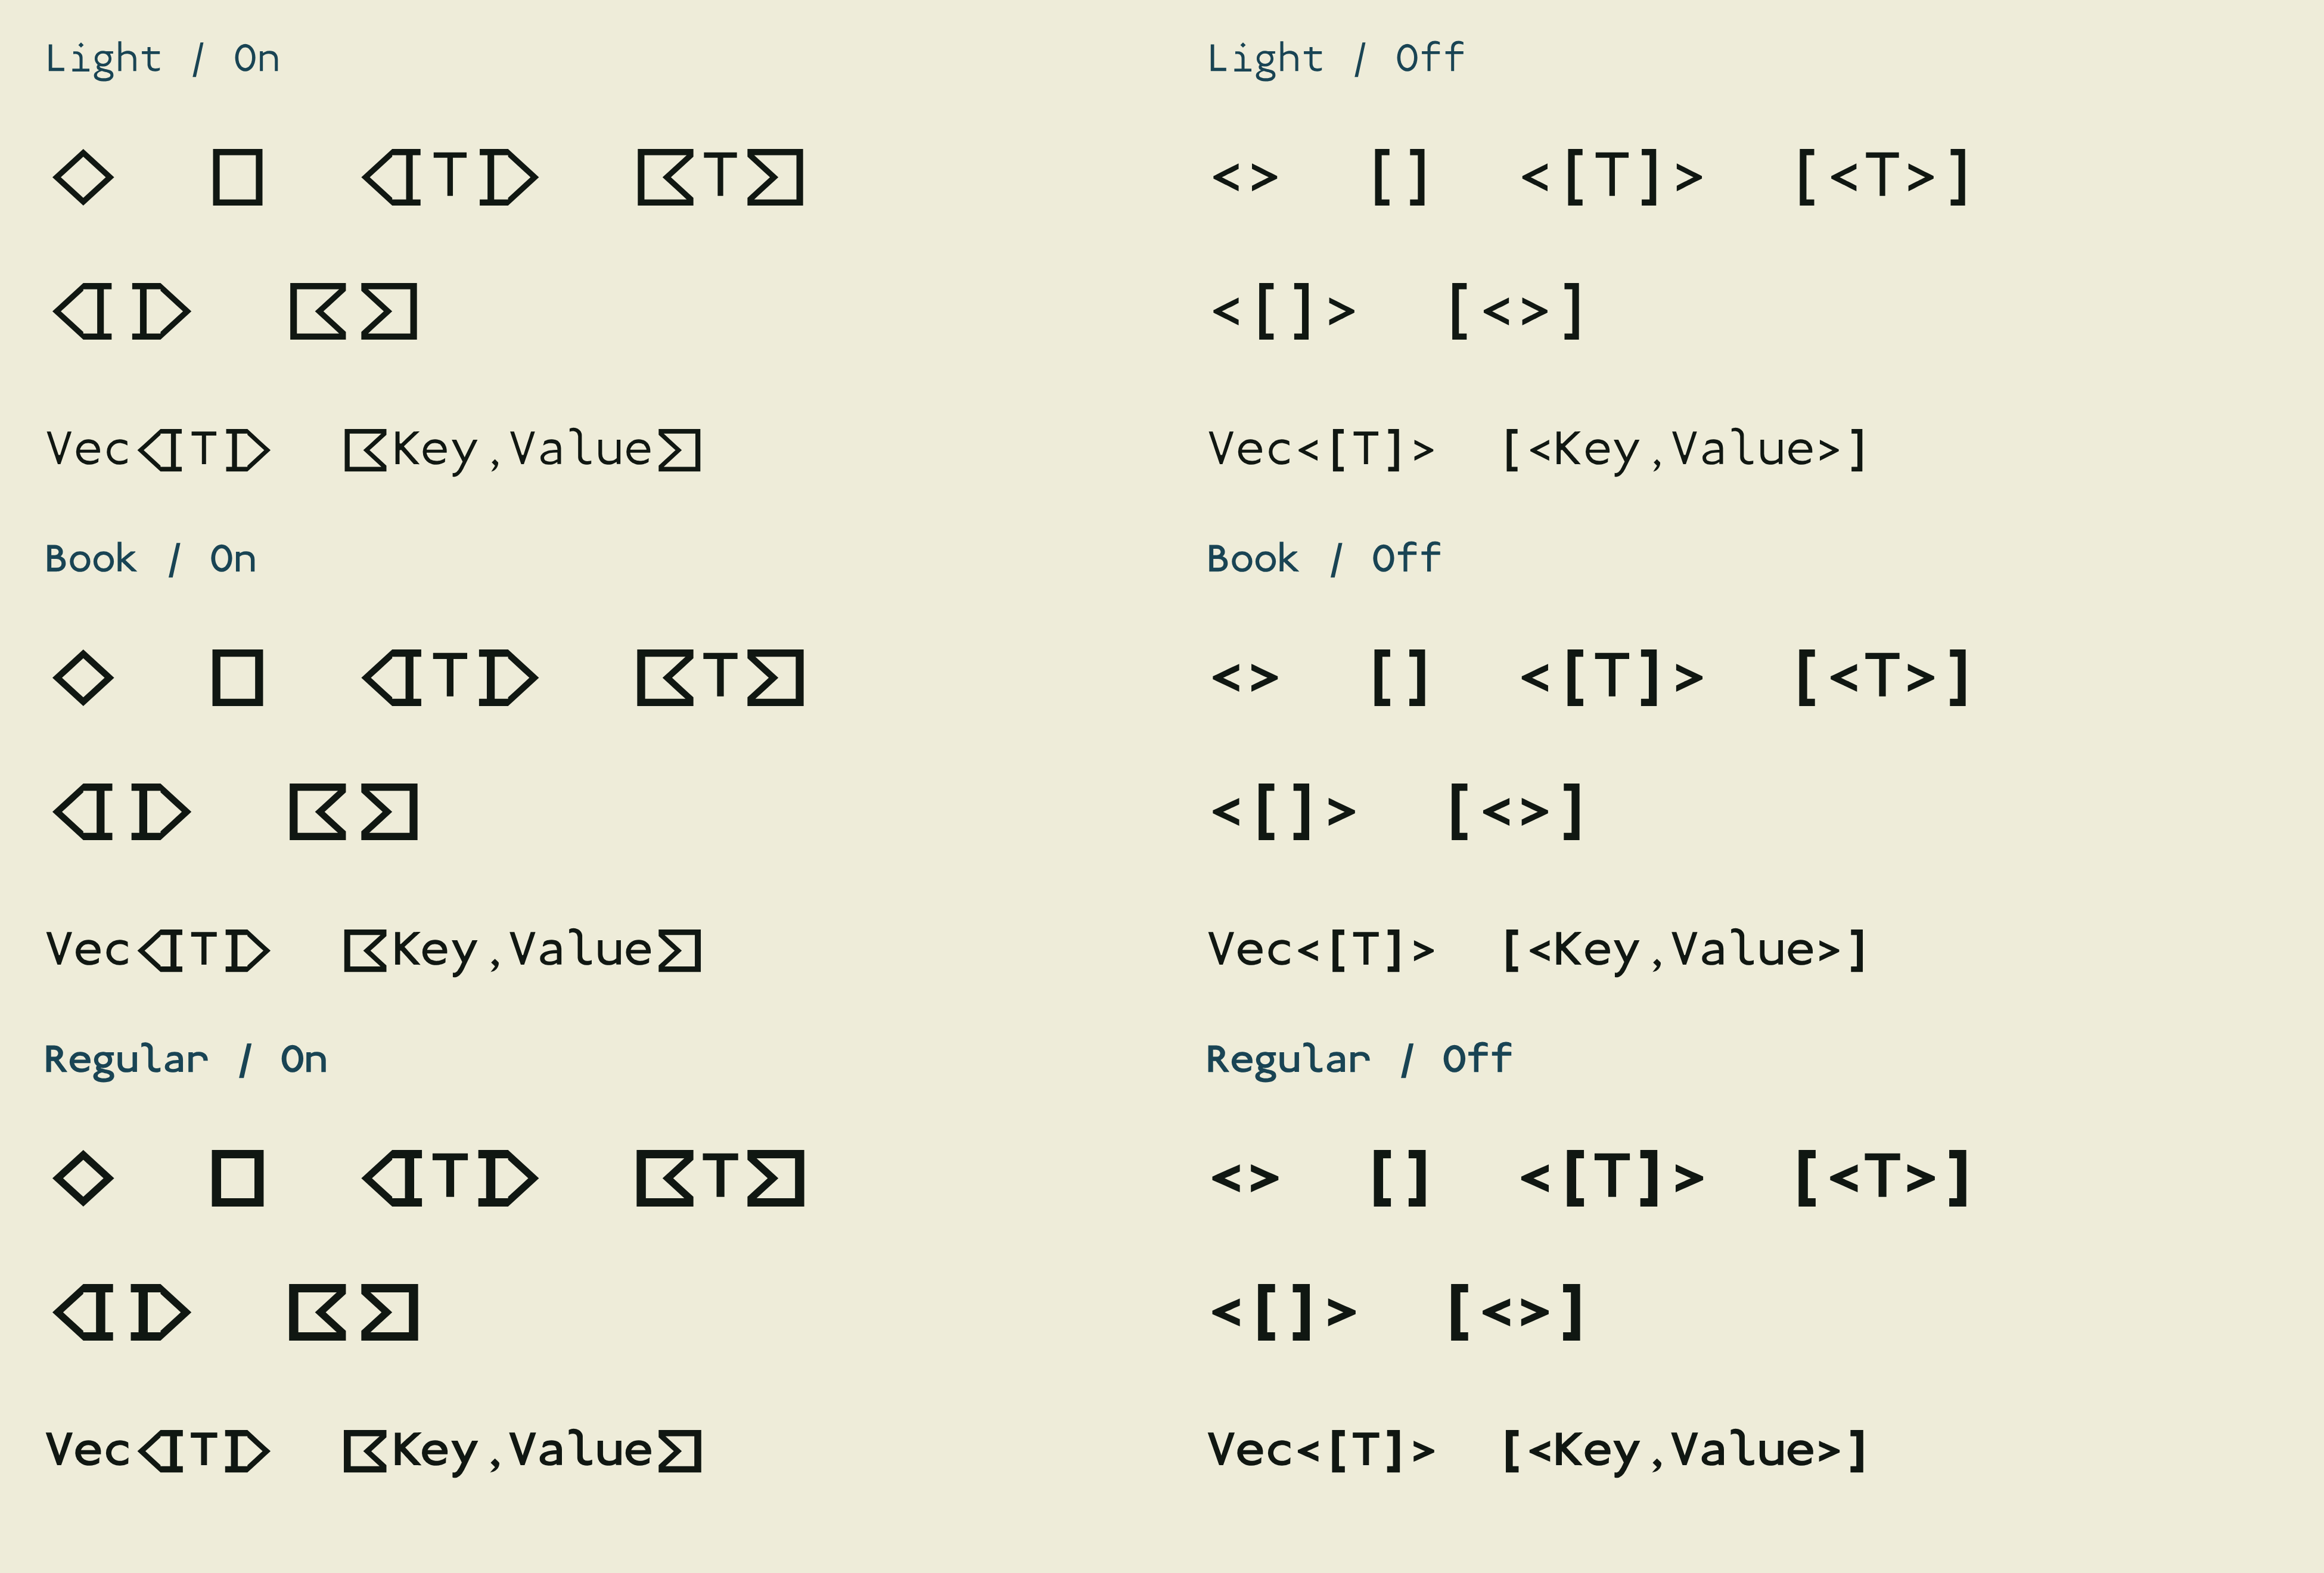 Light / On
<> [] <[T]> [<T>]
<[]> [<>]
Vec<[T]> [<Key,Value>]
Light / Off
<> [] <[T]> [<T>]
<[]> [<>]
Vec<[T]> [<Key,Value>]
Book / On
<> [] <[T]> [<T>]
<[]> [<>]
Vec<[T]> [<Key,Value>]
Book / Off
<> [] <[T]> [<T>]
<[]> [<>]
Vec<[T]> [<Key,Value>]
Regular / On
<> [] <[T]> [<T>]
<[]> [<>]
Vec<[T]> [<Key,Value>]
Regular / Off
<> [] <[T]> [<T>]
<[]> [<>]
Vec<[T]> [<Key,Value>]